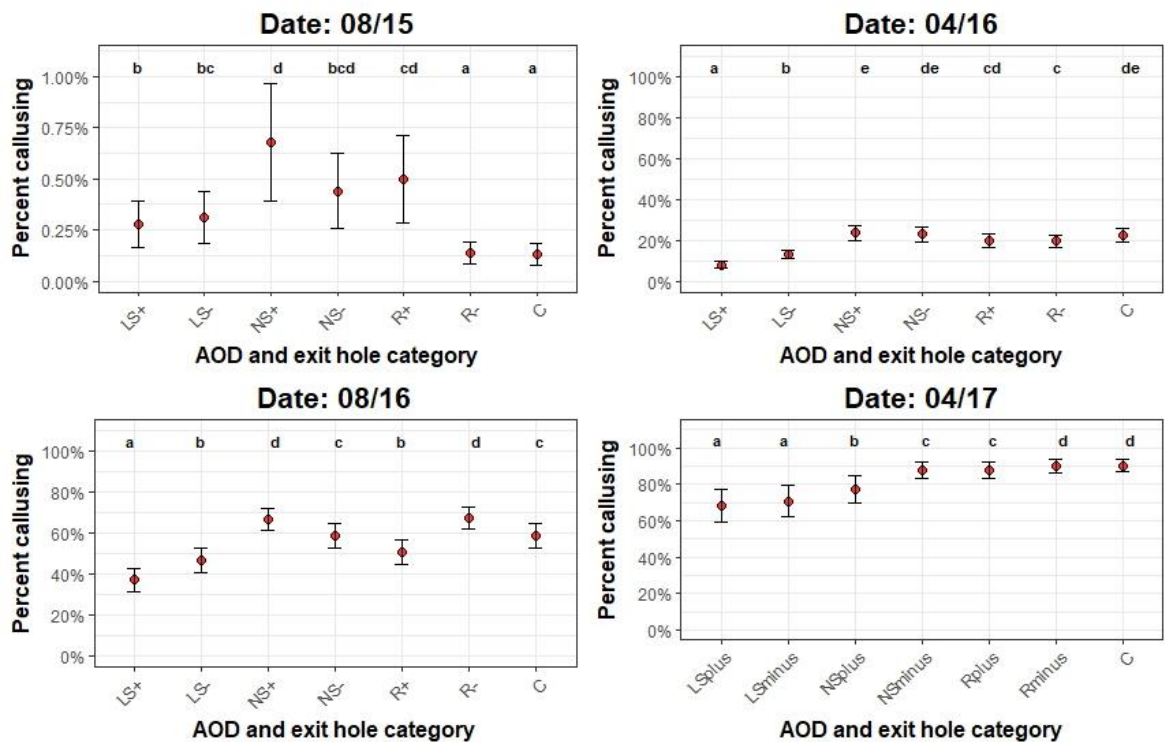 Date: 08/15
Percent callusing
1.00%
0.75%
0.50%
0.25%
0.00%
b bc d bcd cd a a
LS+ LS- NS+ NS- R+ R- C
AOD and exit hole category
Date: 04/16
Percent callusing
100%
80%
60%
40%
20%
0%
a b e de cd c de
LS+ LS- NS+ NS- R+ R- C
AOD and exit hole category
Date: 08/16
Percent callusing
100%
80%
60%
40%
20%
0%
a b d c b d c
LS+ LS- NS+ NS- R+ R- C
AOD and exit hole category
Date: 04/17
Percent callusing
100%
80%
60%
40%
20%
0%
a a b c c d d
LSplus LSminus NSplus NSminus Rplus Rminus C
AOD and exit hole category